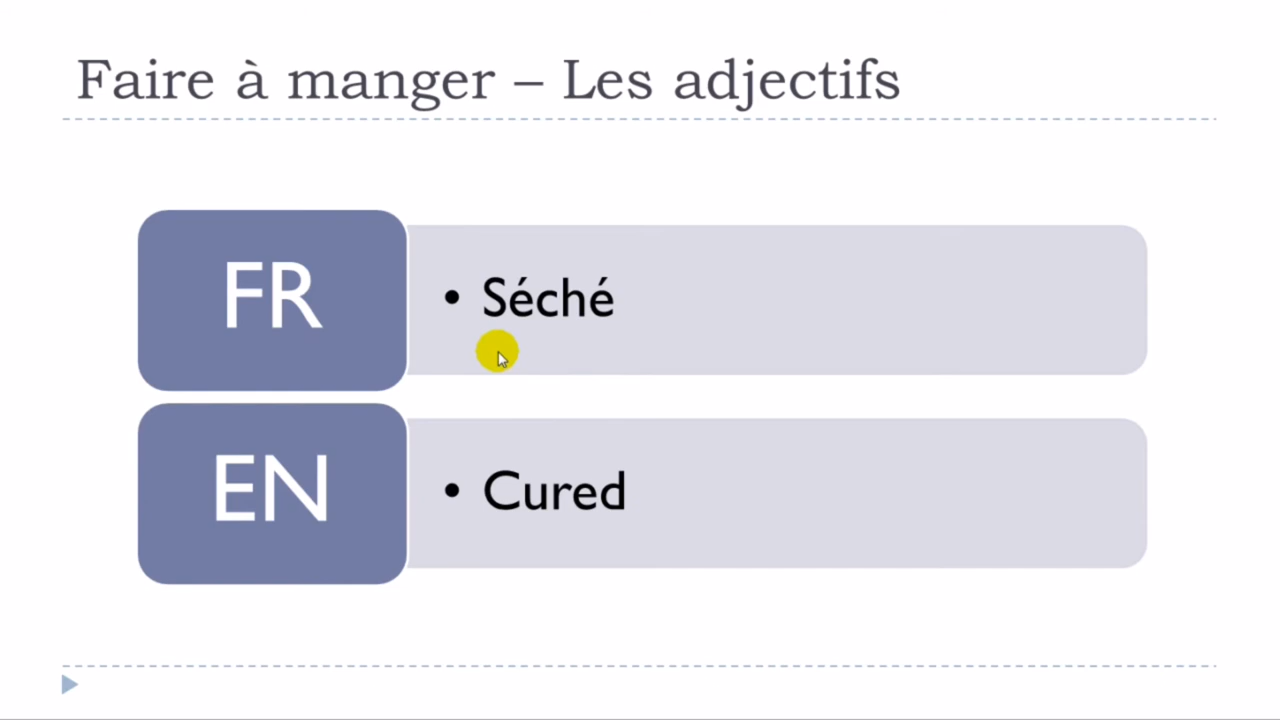 Faire à manger – Les adjectifs
FR
• Séché
EN
• Cured